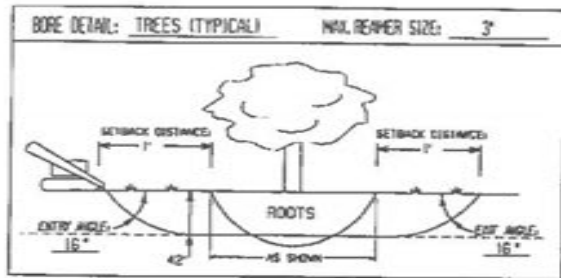 BORE DETAIL: TREES (TYPICAL) MAX. REAMER SIZE: 3"
SETBACK DISTANCE: SETBACK DISTANCE:
1' 1'
ROOTS
ENTRY ANGLE: EXIT ANGLE:
16° 16°
42"
AS SHOWN